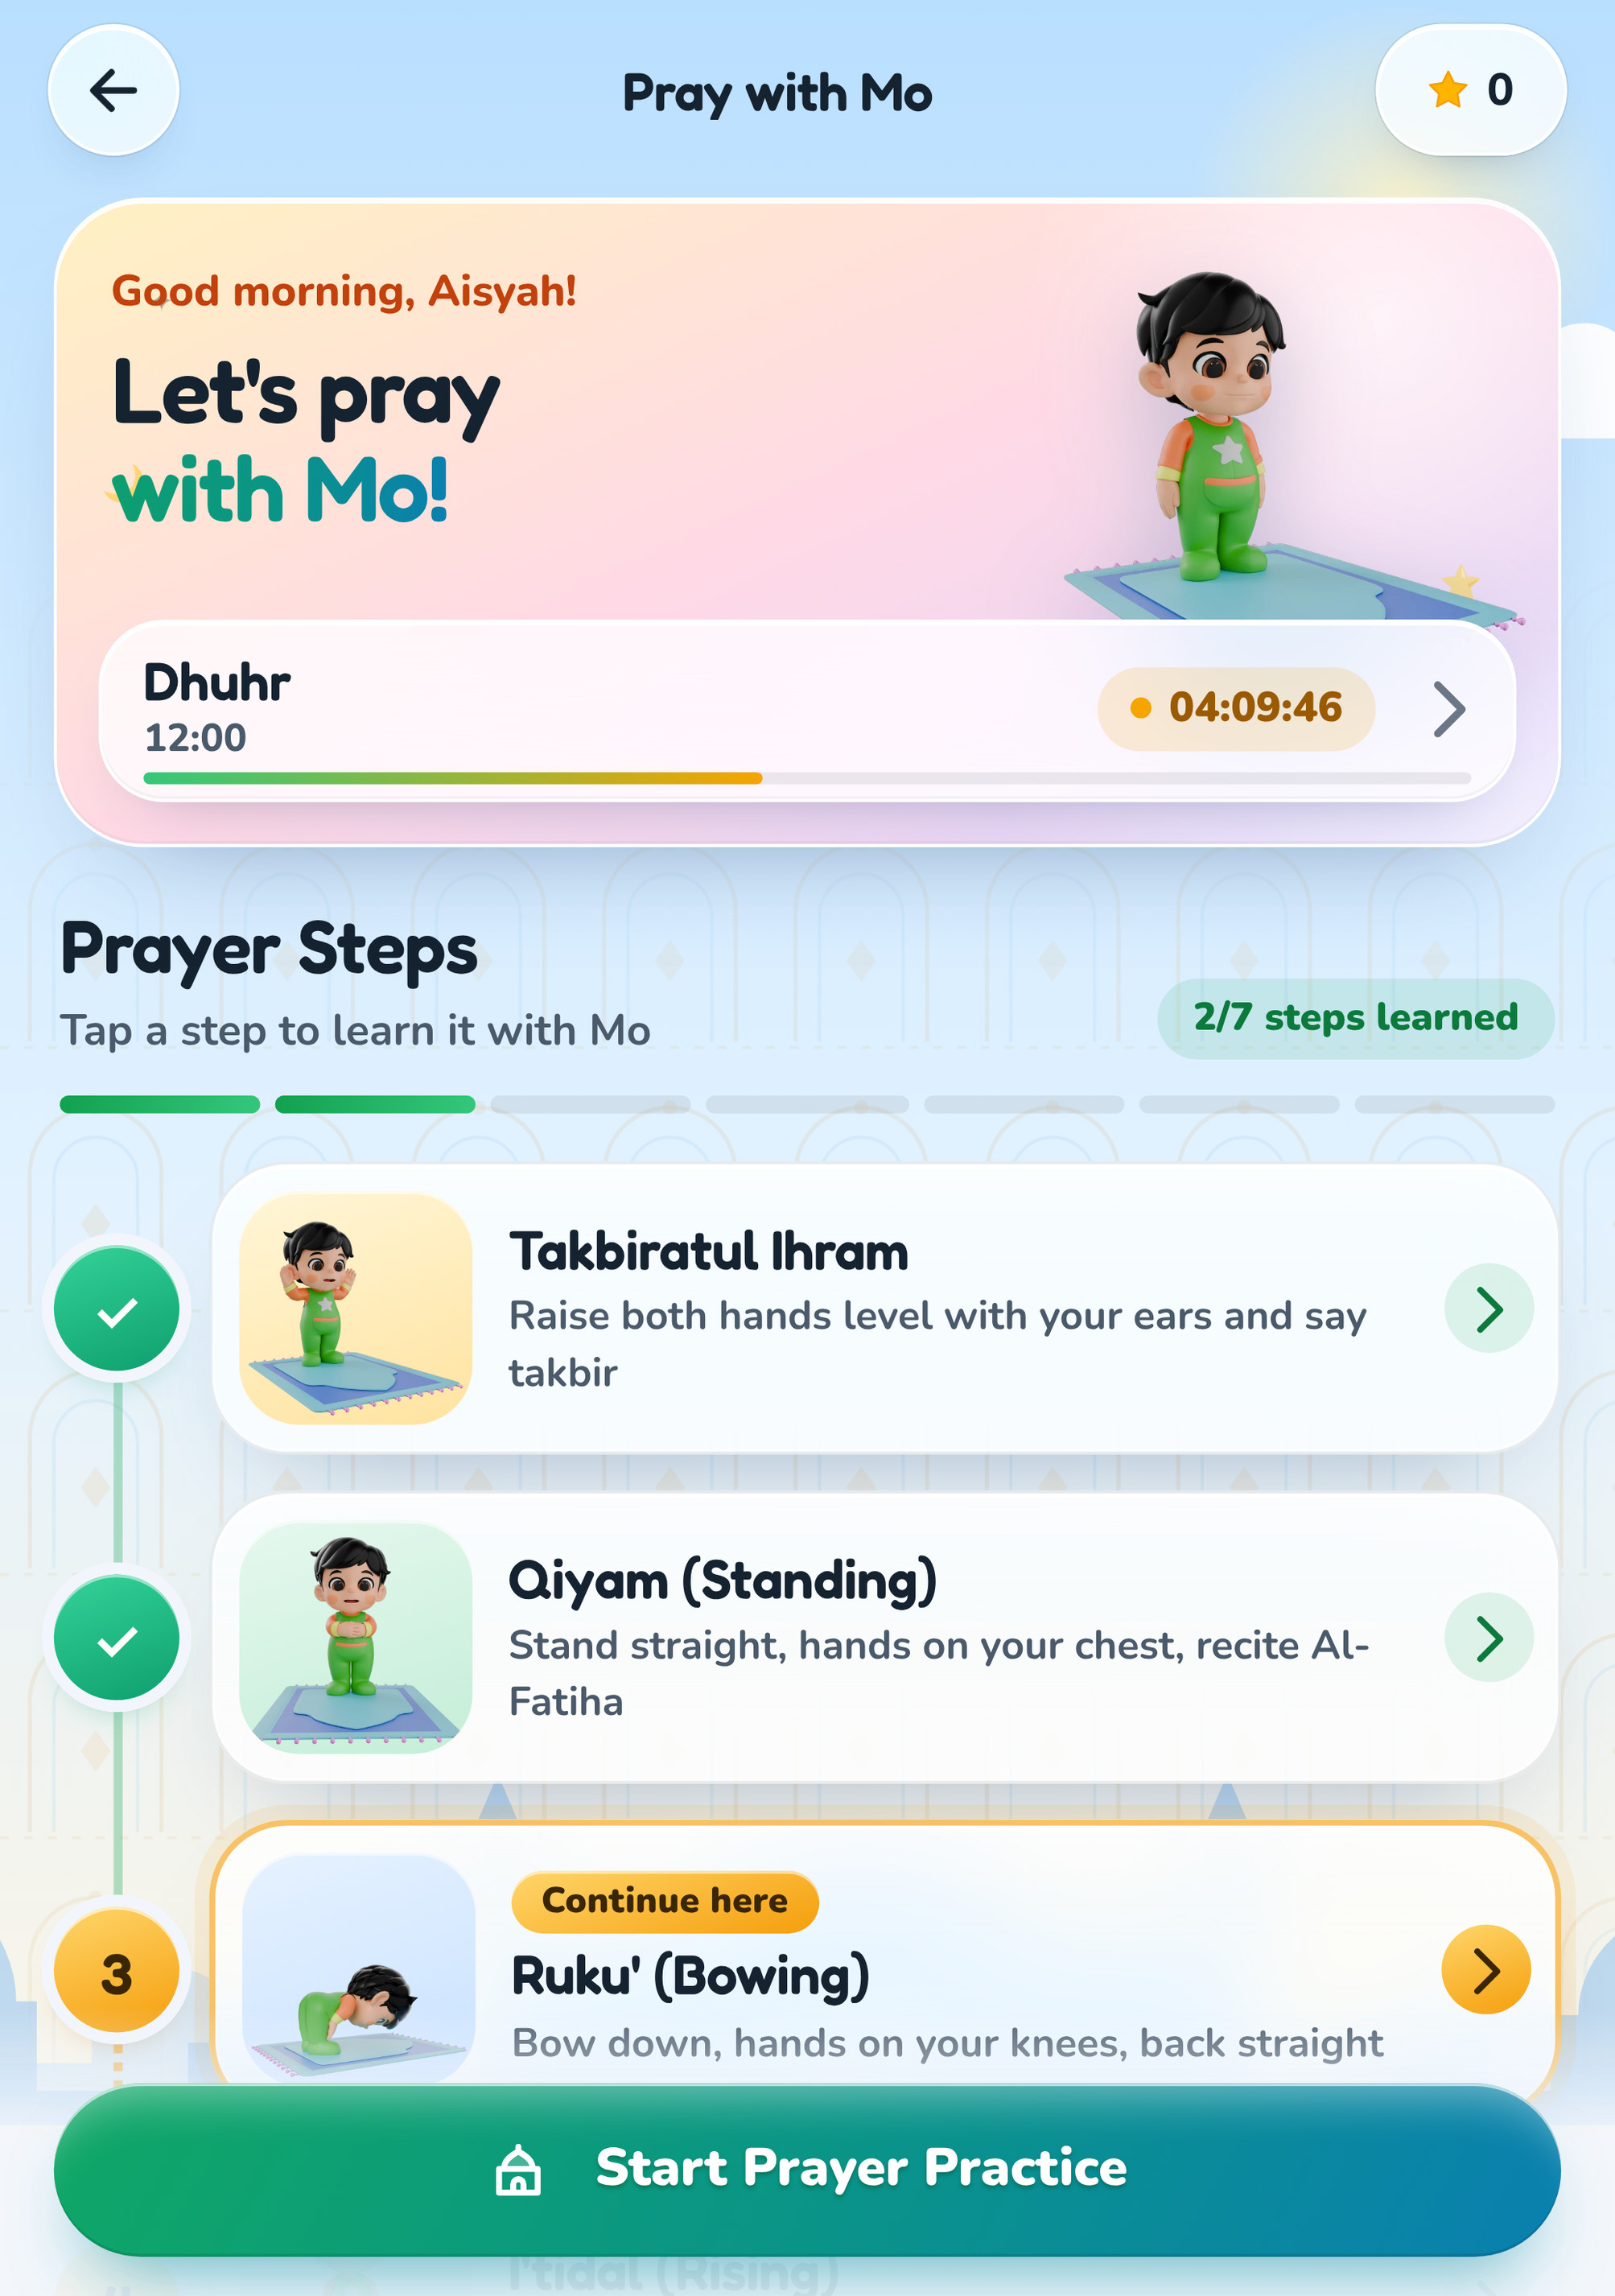 Pray with Mo
0
Good morning, Aisyah!
Let's pray
with Mo!
Dhuhr
04:09:46
12:00
Prayer Steps
Tap a step to learn it with Mo
2/7 steps learned
Takbiratul Ihram
Raise both hands level with your ears and say
takbir
Qiyam (Standing)
Stand straight, hands on your chest, recite Al-
Fatiha
3
Continue here
Ruku' (Bowing)
Bow down, hands on your knees, back straight
Start Prayer Practice
I'tidal (Rising)